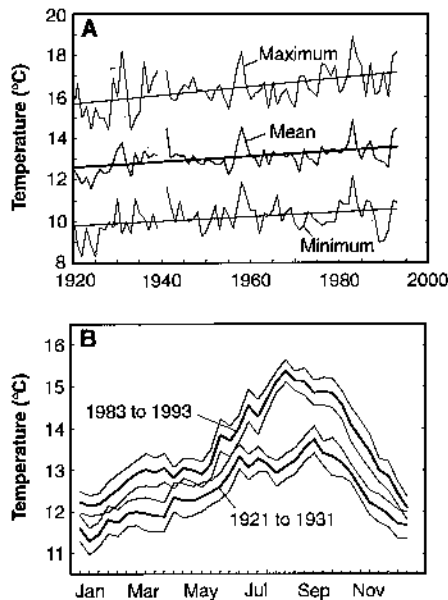 A
20
18
16
14
12
10
8
Temperature (°C)
Maximum
Mean
Minimum
1920 1940 1960 1980 2000
B
16
15
14
13
12
11
Temperature (°C)
1983 to 1993
1921 to 1931
Jan Mar May Jul Sep Nov